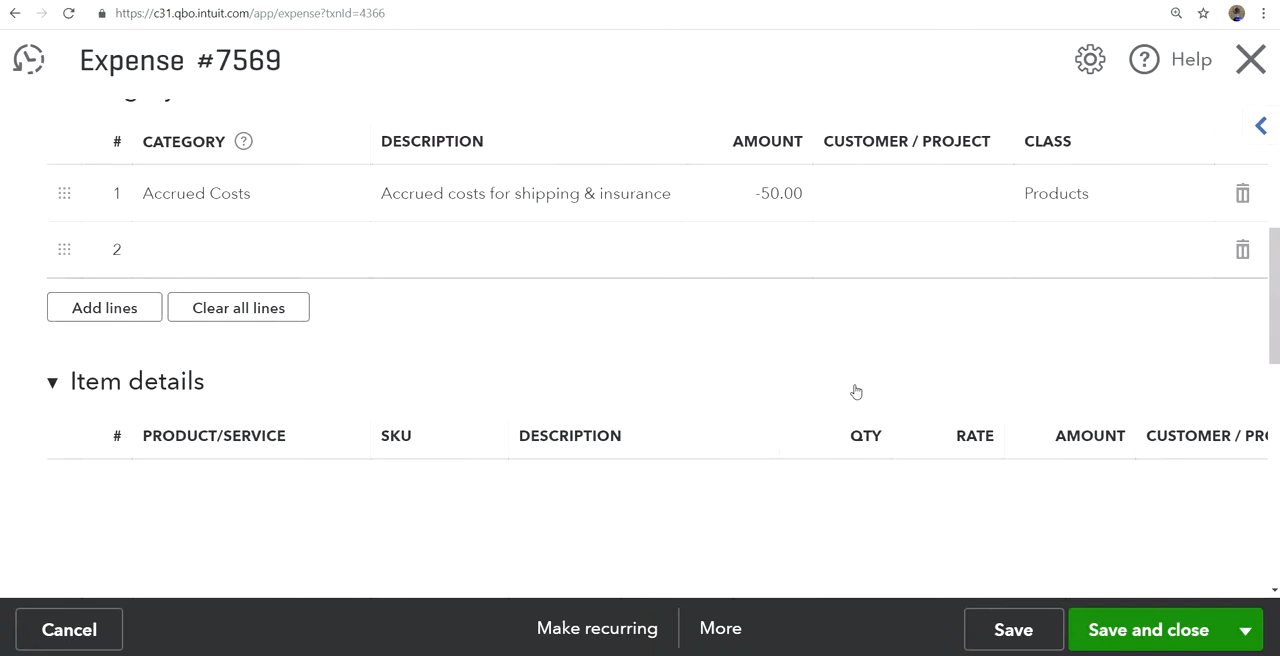 https://c31.qbo.intuit.com/app/expense?txnId=4366
Expense #7569
? Help
# CATEGORY ? DESCRIPTION AMOUNT CUSTOMER / PROJECT CLASS
1 Accrued Costs Accrued costs for shipping & insurance -50.00 Products
2
Add lines Clear all lines
Item details
# PRODUCT/SERVICE SKU DESCRIPTION QTY RATE AMOUNT CUSTOMER / PRO
Cancel Make recurring More Save Save and close